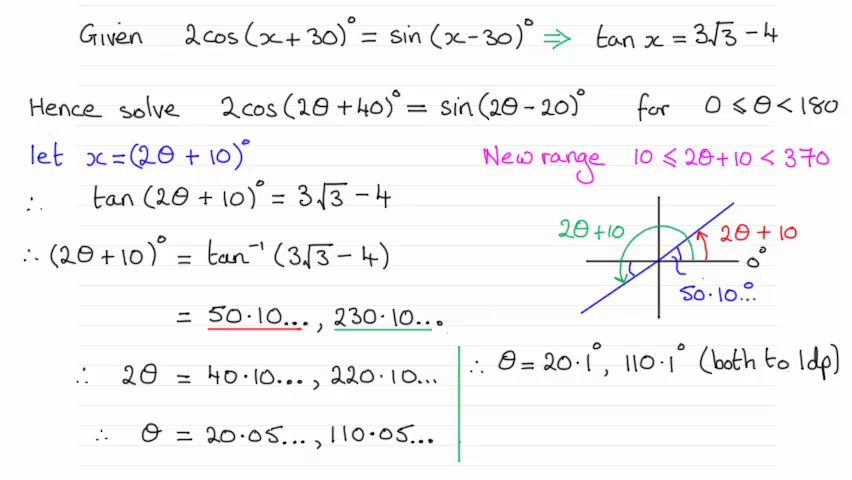 Given 2cos(x+30)° = sin(x-30)° ⇒ tan x = 3√3 - 4
Hence solve 2cos(2θ+40)° = sin(2θ-20)° for 0 ≤ θ < 180
let x = (2θ + 10)°
New range 10 ≤ 2θ+10 < 370
∴ tan(2θ + 10)° = 3√3 - 4
∴ (2θ+10)° = tan⁻¹(3√3 - 4)
= 50·10..., 230·10...
∴ 2θ = 40·10..., 220·10...
∴ θ = 20·05..., 110·05...
2θ+10
2θ + 10
0°
50·10...°
∴ θ = 20·1°, 110·1° (both to 1dp)